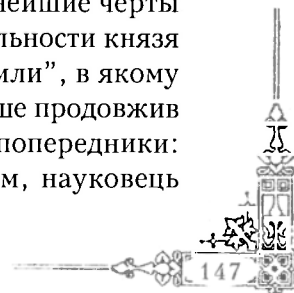 нейшие черты
льности князя
или”, в якому
ше продовжив
попередники:
м, науковець
147